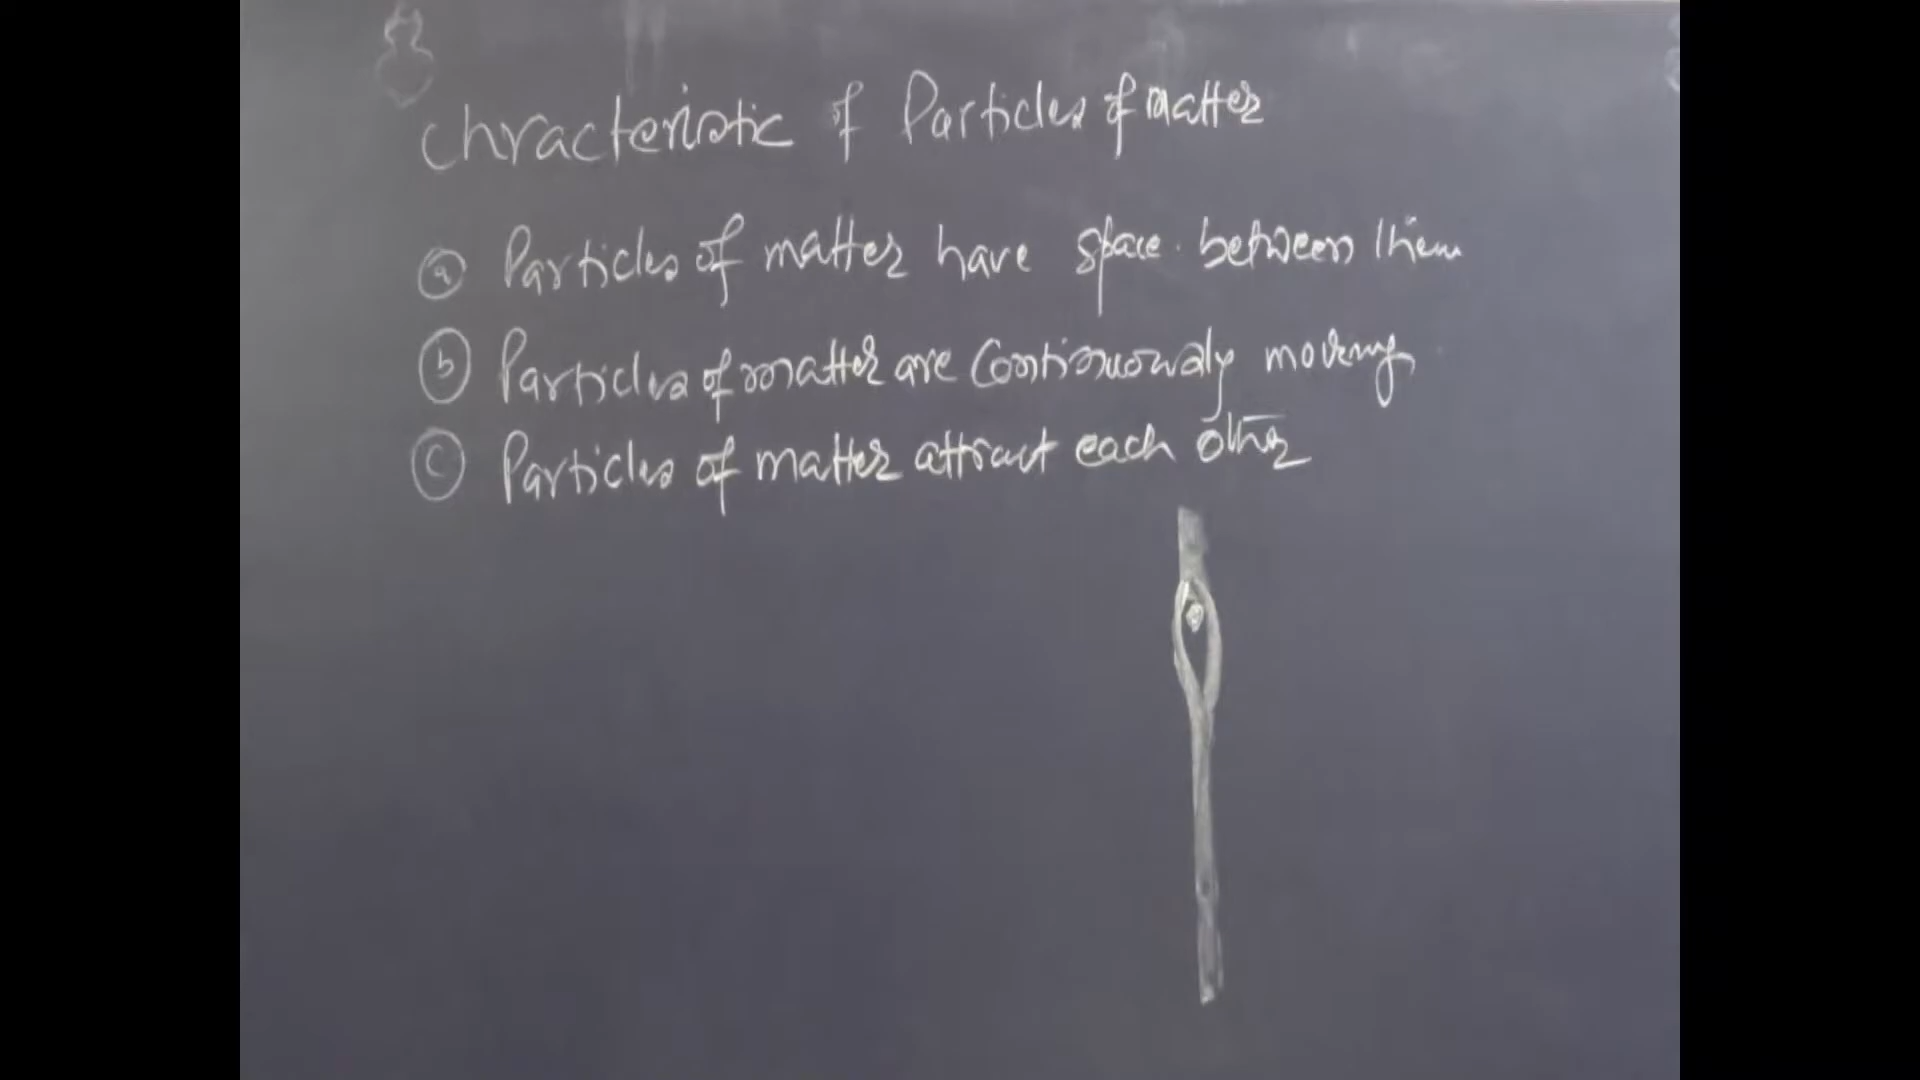 Chracteristic of Particles of matter
(a) Particles of matter have space between them
(b) Particles of matter are Continuously moving
(c) Particles of matter attract each other